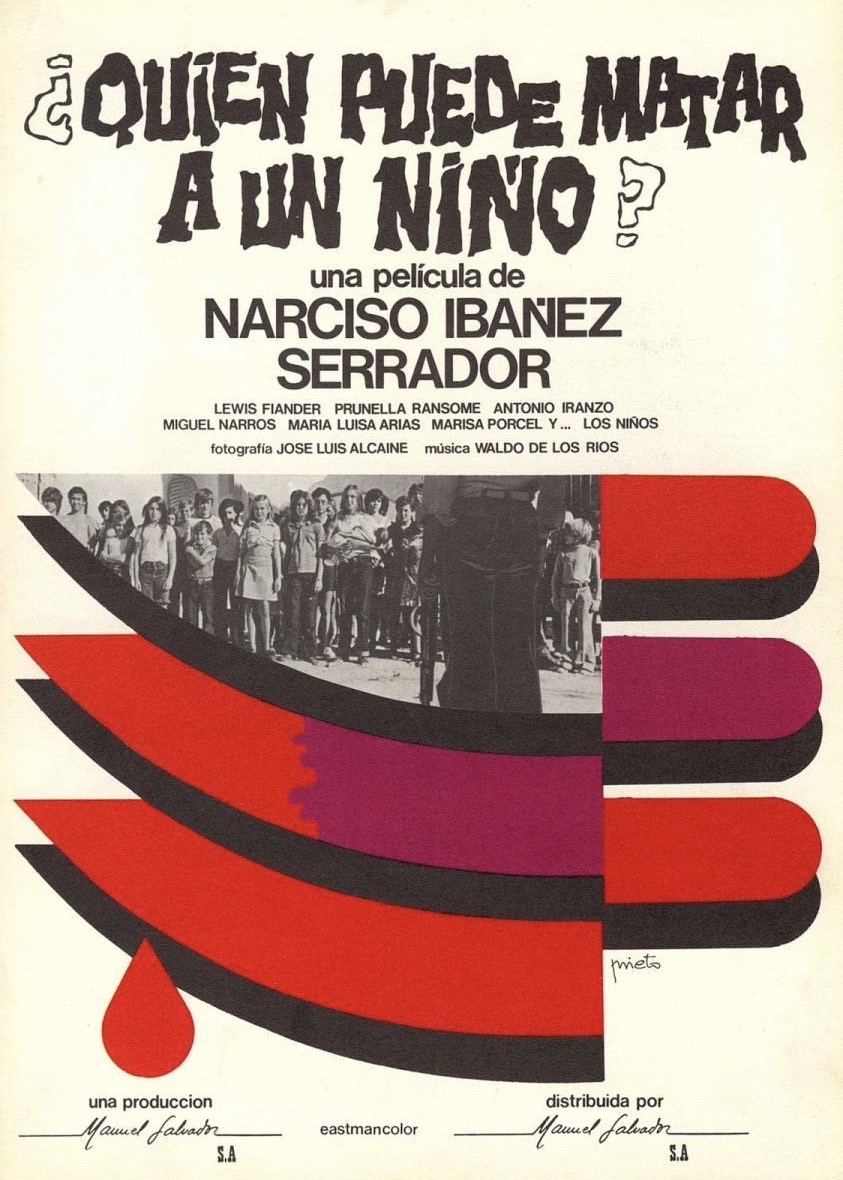 ¿QUIEN PUEDE MATAR
A UN NIÑO?
una película de
NARCISO IBAÑEZ
SERRADOR
LEWIS FIANDER PRUNELLA RANSOME ANTONIO IRANZO
MIGUEL NARROS MARIA LUISA ARIAS MARISA PORCEL Y... LOS NIÑOS
fotografía JOSE LUIS ALCAINE música WALDO DE LOS RIOS
prieto
una produccion
Manuel Salvador
S.A
eastmancolor
distribuida por
Manuel Salvador
S.A